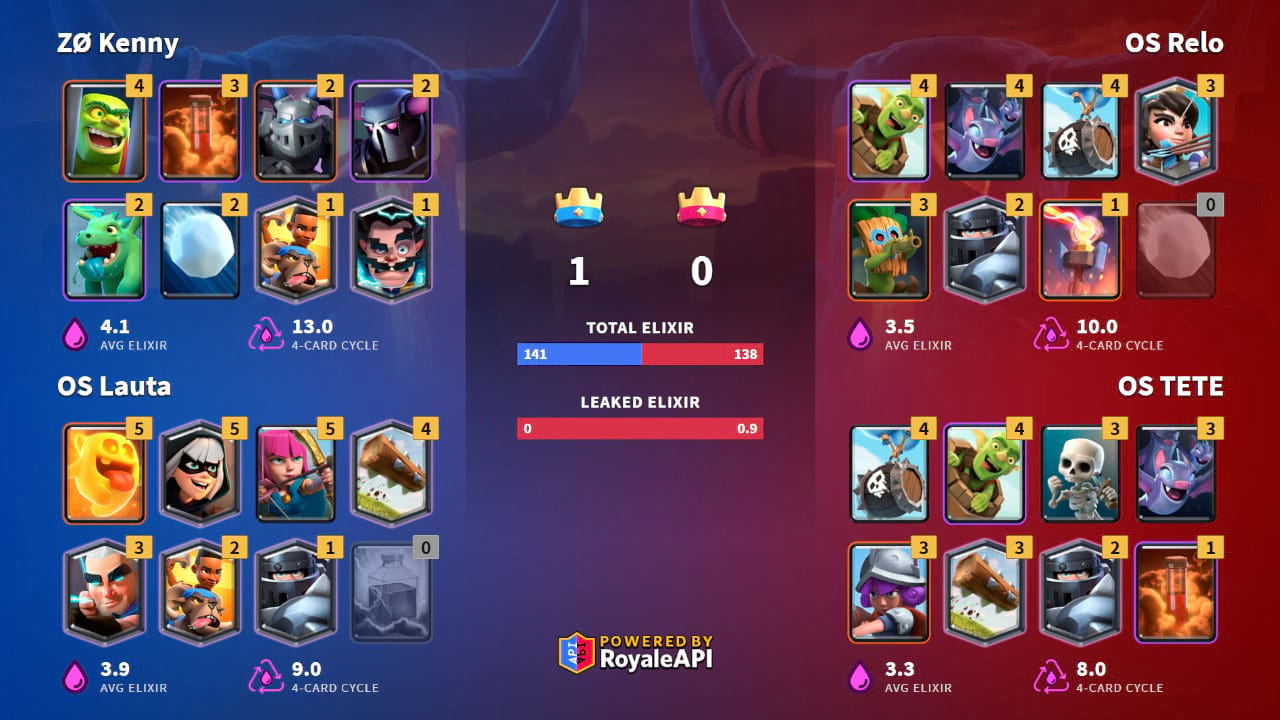 ZØ Kenny
4 3 2 2
2 2 1 1
4.1 13.0
AVG ELIXIR 4-CARD CYCLE
OS Lauta
5 5 5 4
3 2 1 0
3.9 9.0
AVG ELIXIR 4-CARD CYCLE
1 0
TOTAL ELIXIR
141 138
LEAKED ELIXIR
0 0.9
API API
POWERED BY
RoyaleAPI
OS Relo
4 4 4 3
3 2 1 0
3.5 10.0
AVG ELIXIR 4-CARD CYCLE
OS TETE
4 4 3 3
3 3 2 1
3.3 8.0
AVG ELIXIR 4-CARD CYCLE